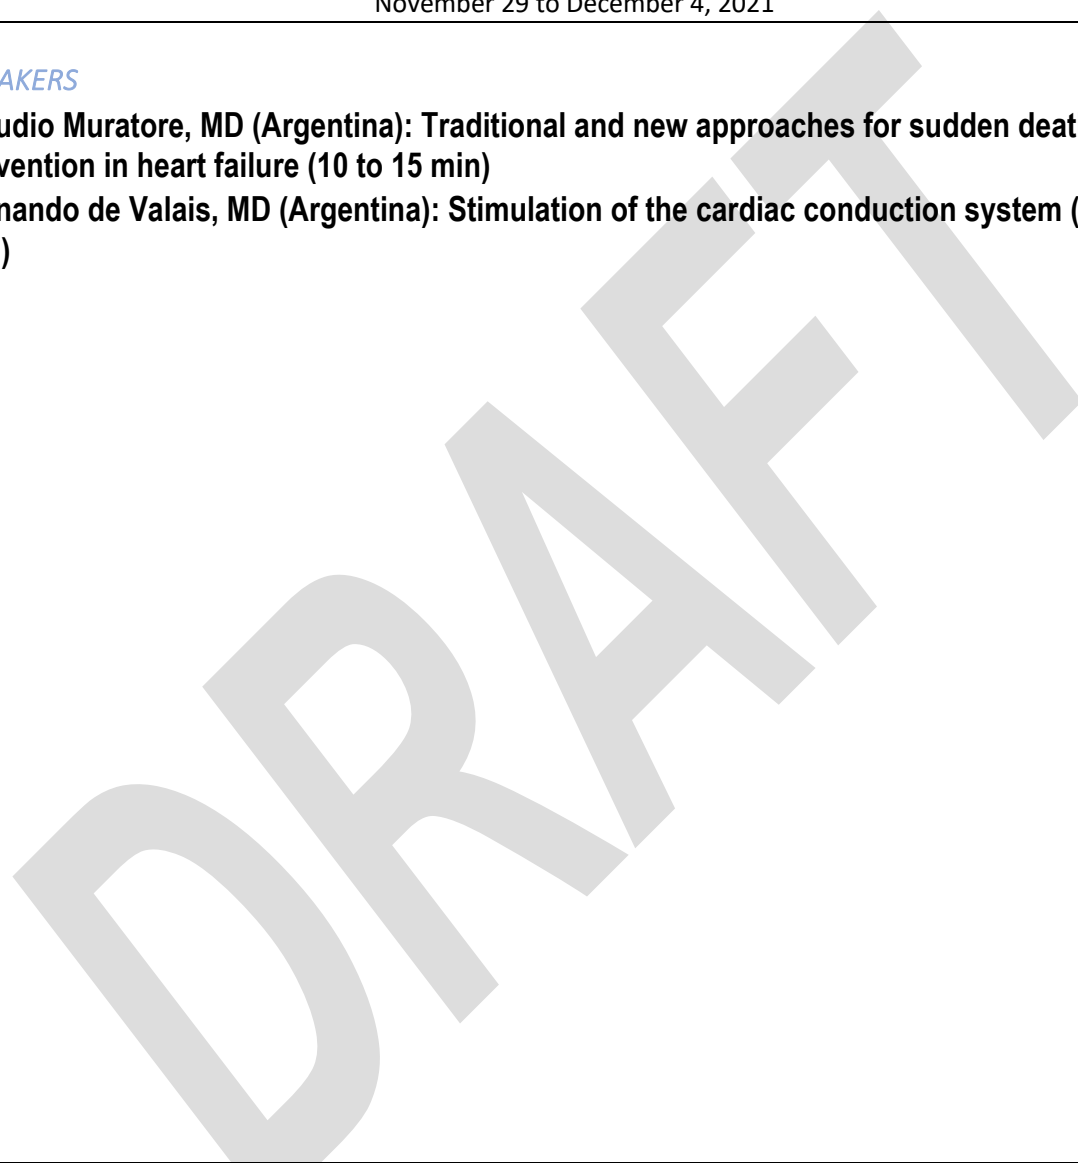 November 29 to December 4, 2021
AKERS
udio Muratore, MD (Argentina): Traditional and new approaches for sudden deat
vention in heart failure (10 to 15 min)
nando de Valais, MD (Argentina): Stimulation of the cardiac conduction system (
)
DRAFT